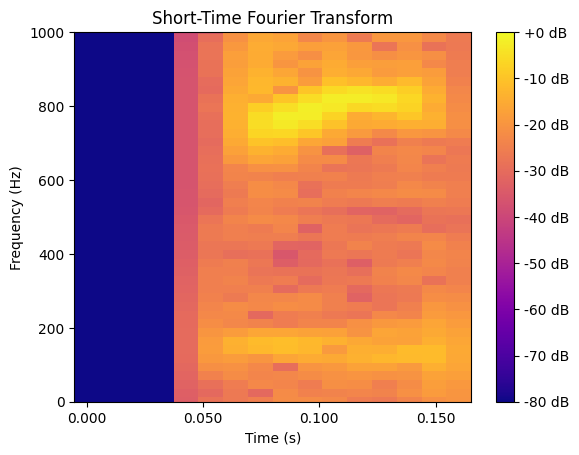 Short-Time Fourier Transform
1000
800
600
400
200
0
Frequency (Hz)
0.000
0.050
0.100
0.150
Time (s)
+0 dB
-10 dB
-20 dB
-30 dB
-40 dB
-50 dB
-60 dB
-70 dB
-80 dB